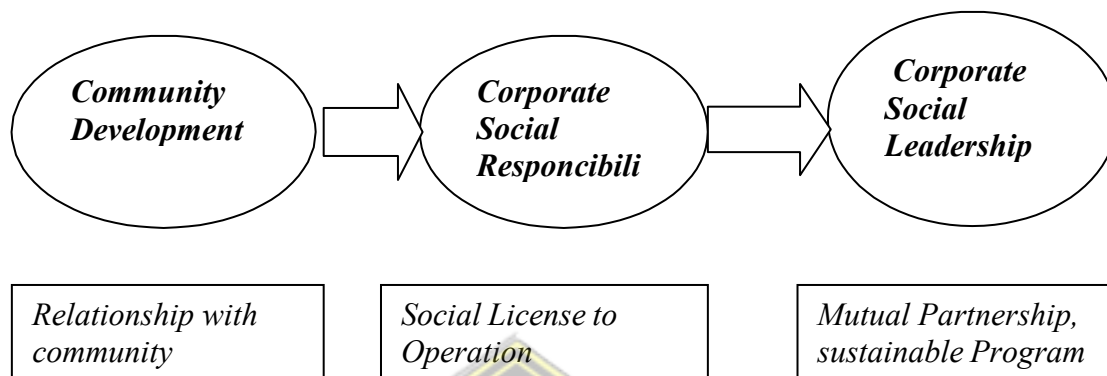 Community
Development
Corporate
Social
Responcibili
Corporate
Social
Leadership
Relationship with
community
Social License to
Operation
Mutual Partnership,
sustainable Program